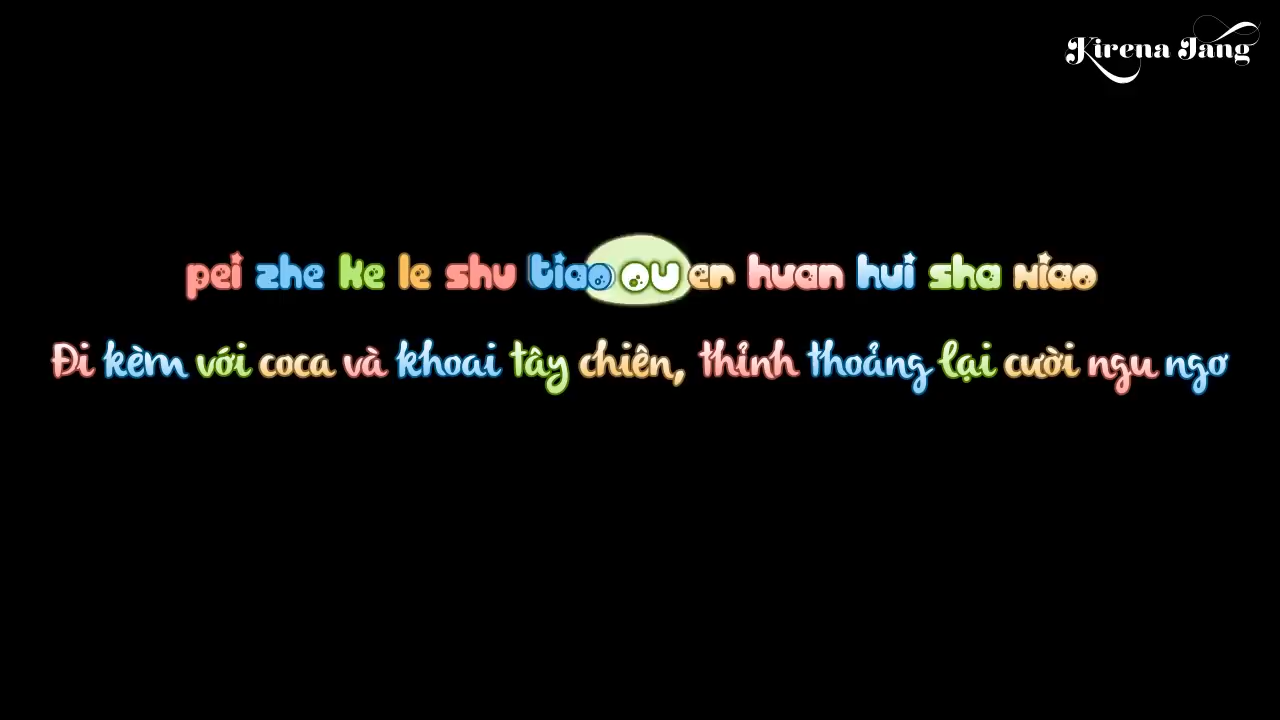 Kirena Jang
pei zhe ke le shu tiao ou er huan hui sha xiao
Đi kèm với coca và khoai tây chiên, thỉnh thoảng lại cười ngu ngơ